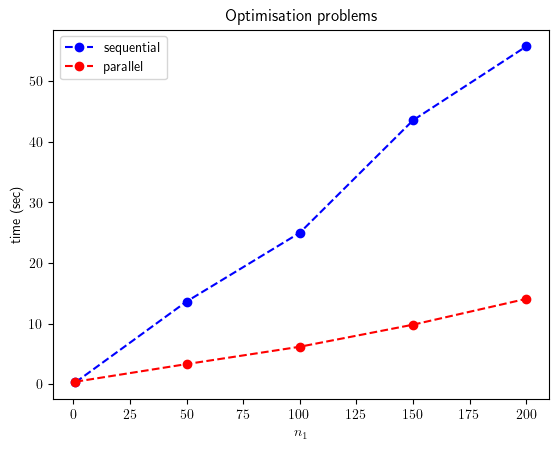 Optimisation problems
sequential
parallel
time (sec)
50
40
30
20
10
0
0 25 50 75 100 125 150 175 200
n₁